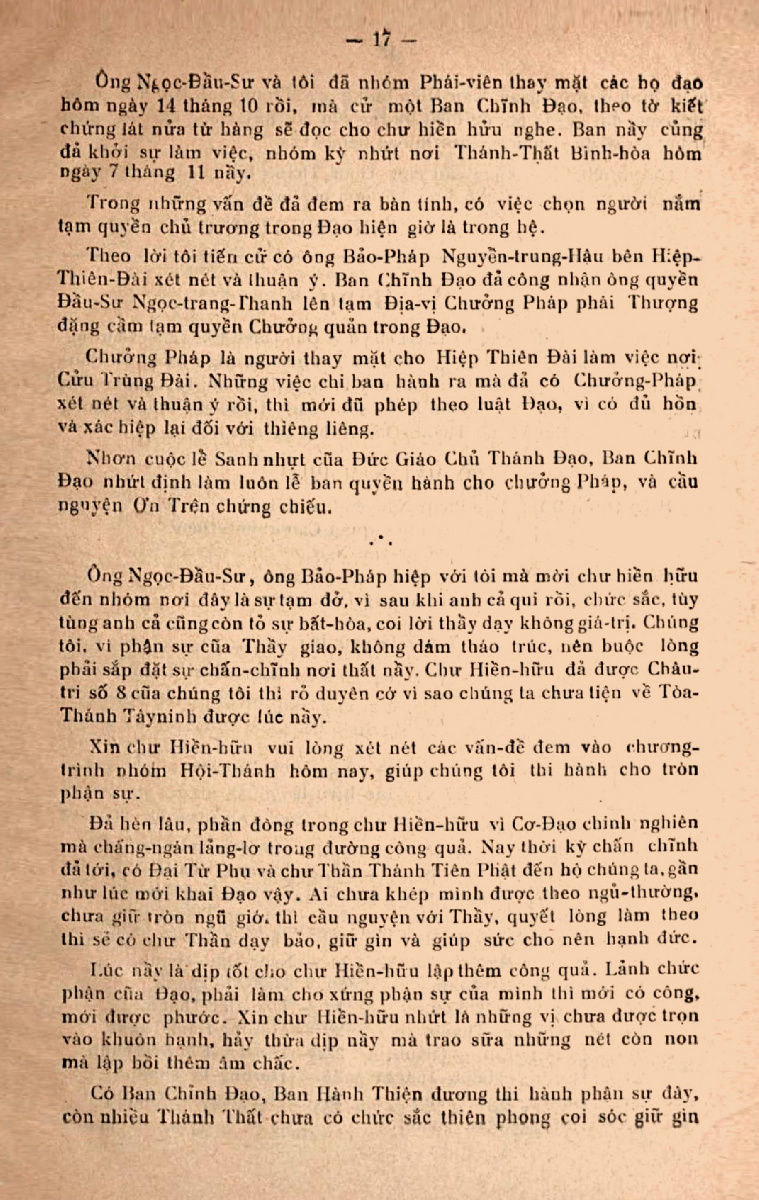 — 17 —
Ông Ngọc-Đầu-Sư và tôi đã nhóm Phái-viên thay mặt các họ đạo
hôm ngày 14 tháng 10 rồi, mà cử một Ban Chĩnh Đạo, theo tờ kiết
chứng lát nửa từ hàng sẽ đọc cho chư hiền hửu nghe. Ban nầy củng
đả khởi sự làm việc, nhóm kỳ nhứt nơi Thánh-Thất Bình-hòa hôm
ngày 7 tháng 11 nầy.
Trong những vấn đề đả đem ra bàn tính, có việc chọn người nắm
tạm quyền chủ trương trong Đạo hiện giờ là trong hệ.
Theo lời tôi tiến cử có ông Bảo-Pháp Nguyễn-trung-Hậu bên Hiệp-
Thiên-Đài xét nét và thuận ý. Ban Chĩnh Đạo đả công nhận ông quyền
Đầu-Sư Ngọc-trang-Thanh lên tạm Địa-vị Chưởng Pháp phái Thượng
đặng cầm tạm quyền Chưởng quản trong Đạo.
Chưởng Pháp là người thay mặt cho Hiệp Thiên Đài làm việc nơi
Cửu Trùng Đài. Những việc chi ban hành ra mà đả có Chưởng-Pháp
xét nét và thuận ý rồi, thì mới đũ phép theo luật Đạo, vì có đủ hồn
và xác hiệp lại đối với thiêng liêng.
Nhơn cuộc lể Sanh nhựt cũa Đức Giáo Chủ Thánh Đạo, Ban Chĩnh
Đạo nhứt định làm luôn lễ ban quyền hành cho chưởng Pháp, và cầu
nguyện Ơn Trên chứng chiếu.
Ông Ngọc-Đầu-Sư, ông Bảo-Pháp hiệp với tôi mà mời chư hiền hữu
đến nhóm nơi đây là sự tạm dở, vì sau khi anh cả qui rồi, chức sắc, tùy
tùng anh cả cũng còn tỏ sự bất-hòa, coi lời thầy dạy không giá-trị. Chúng
tôi, vì phận sự của Thầy giao, không dám tháo trúc, nên buộc lòng
phải sắp đặt sự chấn-chĩnh nơi thất nầy. Chư Hiền-hữu đả được Châu-
tri số 8 cũa chúng tôi thì rỏ duyên cớ vì sao chúng ta chưa tiện về Tòa-
Thánh Tâyninh được lúc nầy.
Xin chư Hiền-hữu vui lòng xét nét các vấn-đề đem vào chương-
trình nhóm Hội-Thánh hôm nay, giúp chúng tôi thi hành cho tròn
phận sự.
Đả hèn lâu, phần đông trong chư Hiền-hữu vì Cơ-Đạo chinh nghiên
mà chấng-ngán lảng-lơ trong đường công quả. Nay thời kỳ chấn chĩnh
đả tới, có Đại Từ Phụ và chư Thần Thánh Tiên Phật đến hộ chúng ta, gần
như lúc mới khai Đạo vậy. Ai chưa khép mình được theo ngủ-thường,
chưa giữ tròn ngũ giớ, thì cầu nguyện với Thầy, quyết lòng làm theo
thì sẻ có chư Thần dạy bảo, giữ gìn và giúp sức cho nên hạnh đức.
Lúc nầy là dịp tốt cho chư Hiền-hữu lập thêm công quả. Lảnh chức
phận cũa Đạo, phải làm cho xứng phận sự của mình thì mới có công,
mới được phước. Xin chư Hiền-hữu nhứt là những vị chưa được trọn
vào khuôn hạnh, hảy thừa dịp nầy mà trao sữa những nét còn non
mà lập bồi thêm âm chấc.
Có Ban Chĩnh Đạo, Ban Hành Thiện đương thi hành phận sự đây,
còn nhiều Thánh Thất chưa có chức sắc thiên phong coi sóc giữ gìn